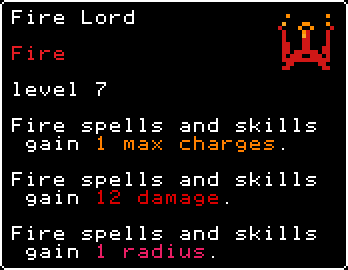 Fire Lord
Fire
level 7
Fire spells and skills
gain 1 max charges.
Fire spells and skills
gain 12 damage.
Fire spells and skills
gain 1 radius.